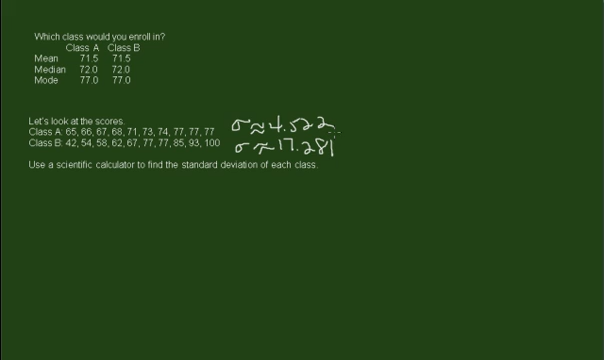 Which class would you enroll in?
Class A Class B
Mean 71.5 71.5
Median 72.0 72.0
Mode 77.0 77.0
Let's look at the scores.
Class A: 65, 66, 67, 68, 71, 73, 74, 77, 77, 77
σ ≈ 4.522
Class B: 42, 54, 58, 62, 67, 77, 77, 85, 93, 100
σ ≈ 17.281
Use a scientific calculator to find the standard deviation of each class.